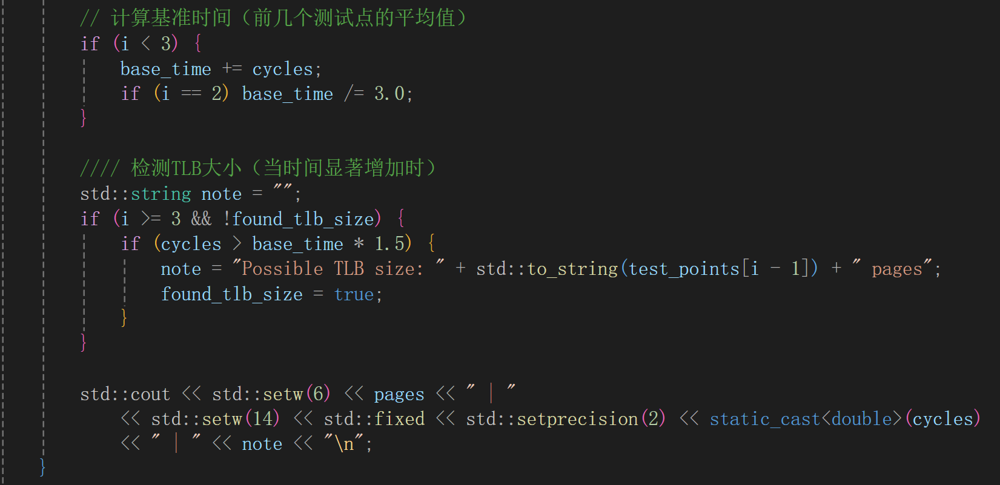 // 计算基准时间（前几个测试点的平均值）
if (i < 3) {
base_time += cycles;
if (i == 2) base_time /= 3.0;
}
//// 检测TLB大小（当时间显著增加时）
std::string note = "";
if (i >= 3 && !found_tlb_size) {
if (cycles > base_time * 1.5) {
note = "Possible TLB size: " + std::to_string(test_points[i - 1]) + " pages";
found_tlb_size = true;
}
}
std::cout << std::setw(6) << pages << " | "
<< std::setw(14) << std::fixed << std::setprecision(2) << static_cast<double>(cycles)
<< " | " << note << "\n";
}